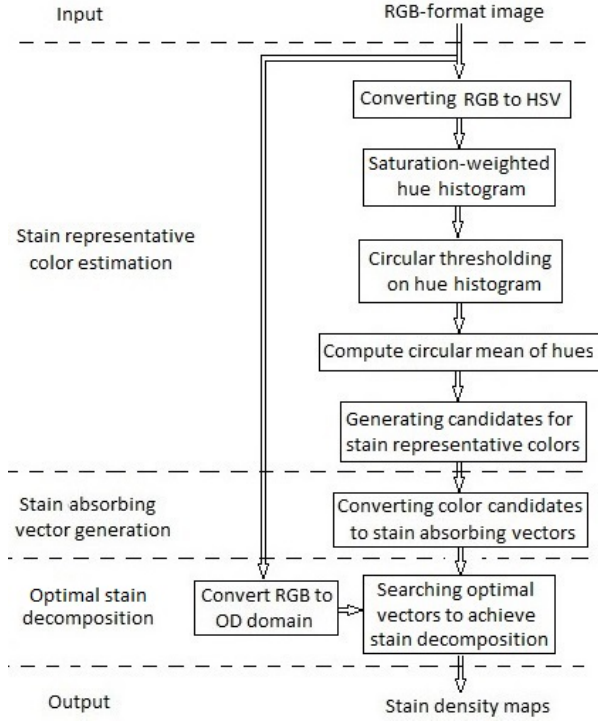 Input
RGB-format image
Converting RGB to HSV
Saturation-weighted
hue histogram
Stain representative
color estimation
Circular thresholding
on hue histogram
Compute circular mean of hues
Generating candidates for
stain representative colors
Stain absorbing
vector generation
Converting color candidates
to stain absorbing vectors
Optimal stain
decomposition
Convert RGB to
OD domain
Searching optimal
vectors to achieve
stain decomposition
Output
Stain density maps